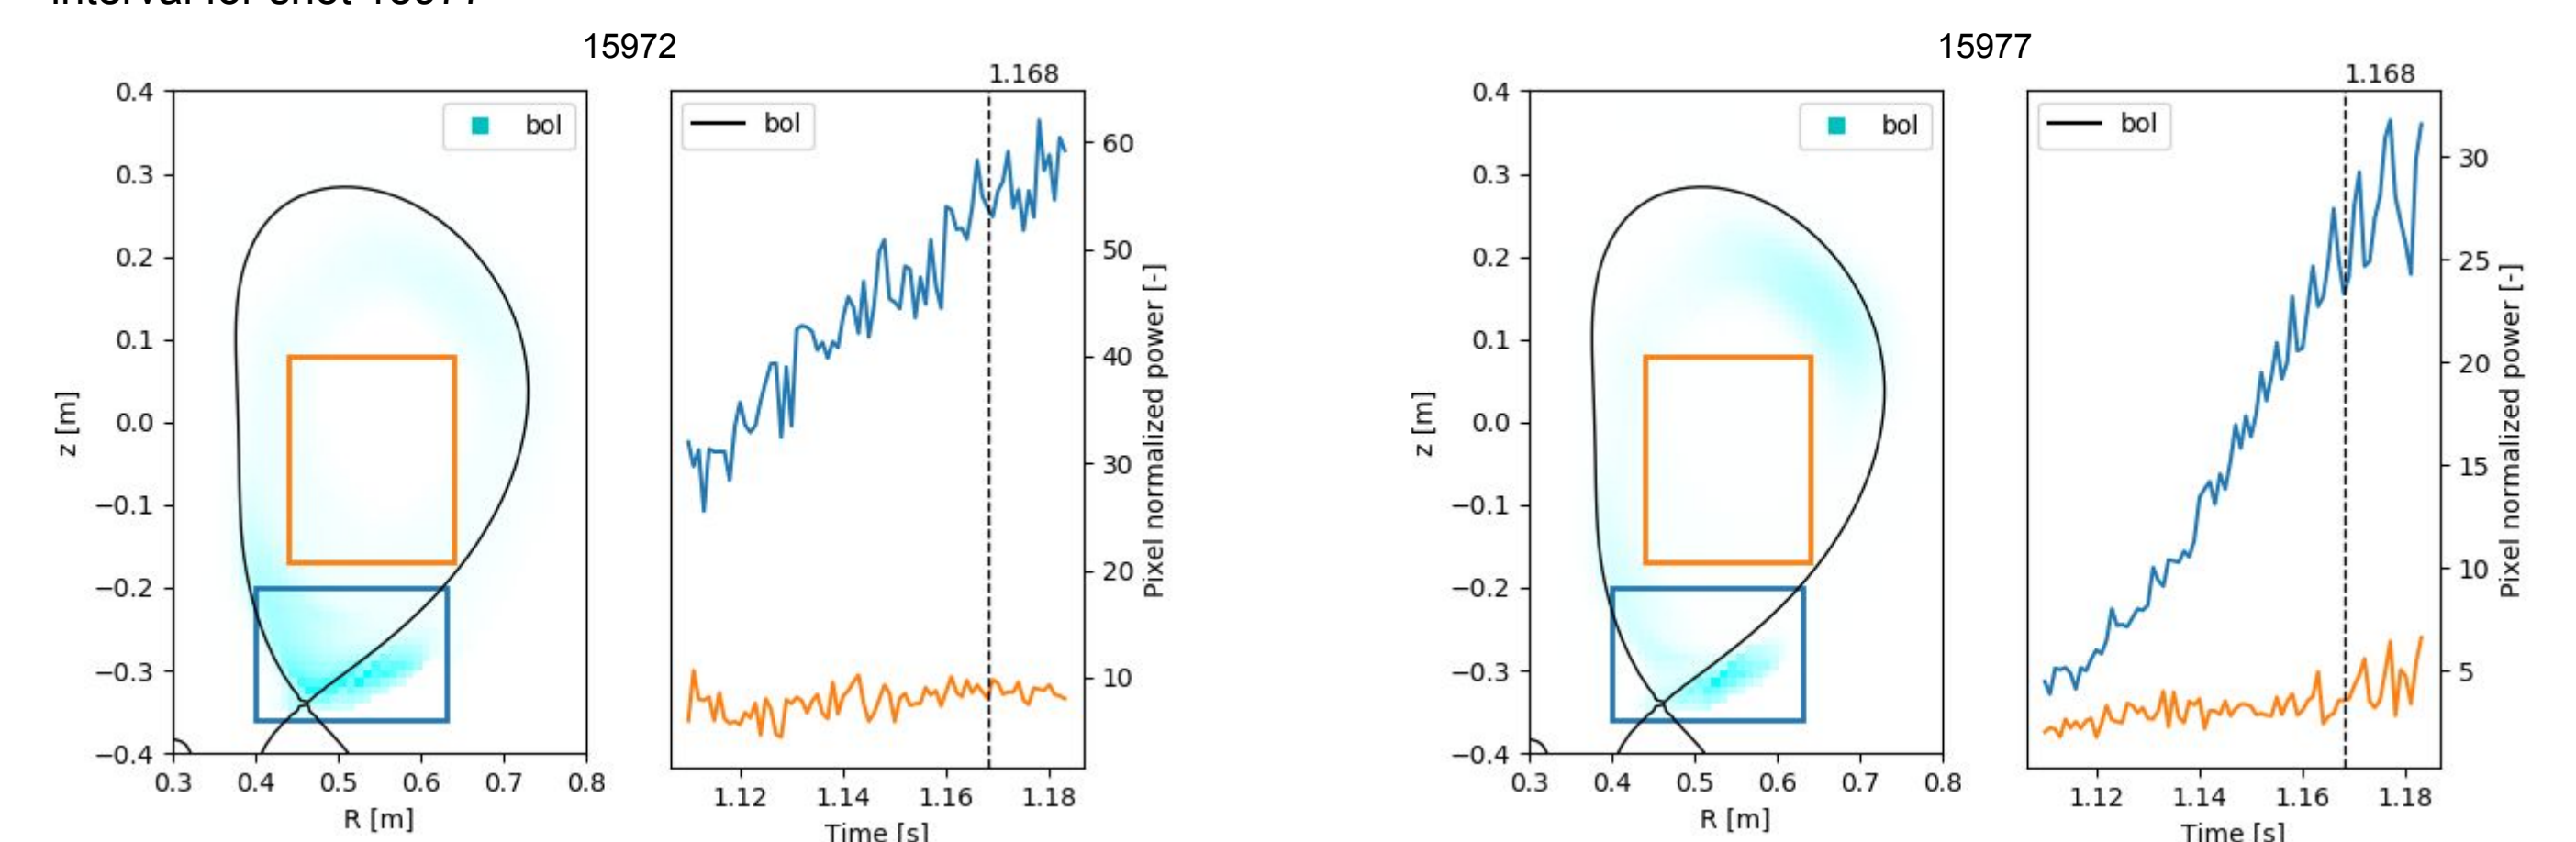 interval for shot 15977
15972
1.168
bol
bol
0.4
0.3
0.2
0.1
0.0
−0.1
−0.2
−0.3
−0.4
z [m]
0.3 0.4 0.5 0.6 0.7 0.8
R [m]
60
50
40
30
20
10
Pixel normalized power [-]
1.12 1.14 1.16 1.18
Time [s]
15977
1.168
bol
bol
0.4
0.3
0.2
0.1
0.0
−0.1
−0.2
−0.3
−0.4
z [m]
0.3 0.4 0.5 0.6 0.7 0.8
R [m]
30
25
20
15
10
5
Pixel normalized power [-]
1.12 1.14 1.16 1.18
Time [s]